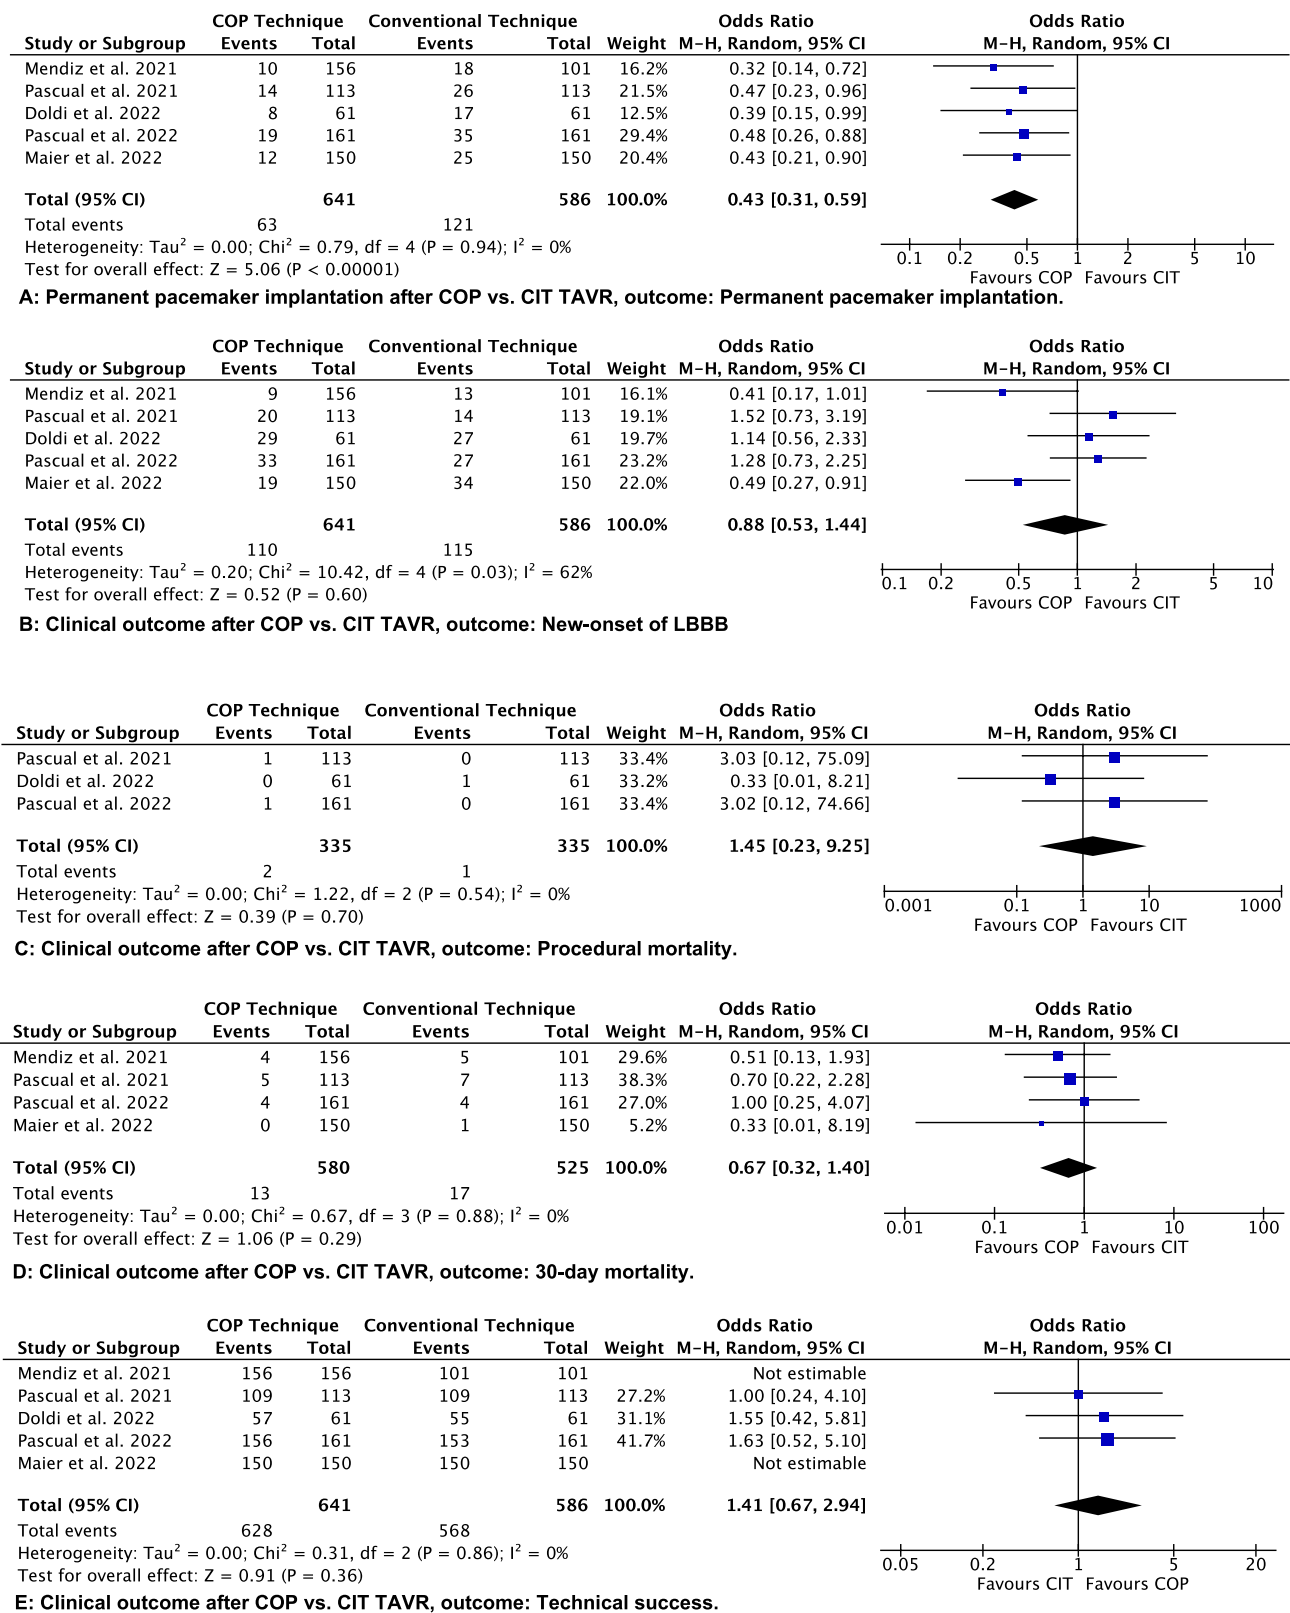 COP Technique Conventional Technique Odds Ratio Odds Ratio
Study or Subgroup Events Total Events Total Weight M-H, Random, 95% CI M-H, Random, 95% CI
Mendiz et al. 2021 10 156 18 101 16.2% 0.32 [0.14, 0.72]
Pascual et al. 2021 14 113 26 113 21.5% 0.47 [0.23, 0.96]
Doldi et al. 2022 8 61 17 61 12.5% 0.39 [0.15, 0.99]
Pascual et al. 2022 19 161 35 161 29.4% 0.48 [0.26, 0.88]
Maier et al. 2022 12 150 25 150 20.4% 0.43 [0.21, 0.90]
Total (95% CI) 641 586 100.0% 0.43 [0.31, 0.59]
Total events 63 121
Heterogeneity: Tau² = 0.00; Chi² = 0.79, df = 4 (P = 0.94); I² = 0%
Test for overall effect: Z = 5.06 (P < 0.00001)
0.1 0.2 0.5 1 2 5 10
Favours COP Favours CIT
A: Permanent pacemaker implantation after COP vs. CIT TAVR, outcome: Permanent pacemaker implantation.
COP Technique Conventional Technique Odds Ratio Odds Ratio
Study or Subgroup Events Total Events Total Weight M-H, Random, 95% CI M-H, Random, 95% CI
Mendiz et al. 2021 9 156 13 101 16.1% 0.41 [0.17, 1.01]
Pascual et al. 2021 20 113 14 113 19.1% 1.52 [0.73, 3.19]
Doldi et al. 2022 29 61 27 61 19.7% 1.14 [0.56, 2.33]
Pascual et al. 2022 33 161 27 161 23.2% 1.28 [0.73, 2.25]
Maier et al. 2022 19 150 34 150 22.0% 0.49 [0.27, 0.91]
Total (95% CI) 641 586 100.0% 0.88 [0.53, 1.44]
Total events 110 115
Heterogeneity: Tau² = 0.20; Chi² = 10.42, df = 4 (P = 0.03); I² = 62%
Test for overall effect: Z = 0.52 (P = 0.60)
0.1 0.2 0.5 1 2 5 10
Favours COP Favours CIT
B: Clinical outcome after COP vs. CIT TAVR, outcome: New-onset of LBBB
COP Technique Conventional Technique Odds Ratio Odds Ratio
Study or Subgroup Events Total Events Total Weight M-H, Random, 95% CI M-H, Random, 95% CI
Pascual et al. 2021 1 113 0 113 33.4% 3.03 [0.12, 75.09]
Doldi et al. 2022 0 61 1 61 33.2% 0.33 [0.01, 8.21]
Pascual et al. 2022 1 161 0 161 33.4% 3.02 [0.12, 74.66]
Total (95% CI) 335 335 100.0% 1.45 [0.23, 9.25]
Total events 2 1
Heterogeneity: Tau² = 0.00; Chi² = 1.22, df = 2 (P = 0.54); I² = 0%
Test for overall effect: Z = 0.39 (P = 0.70)
0.001 0.1 1 10 1000
Favours COP Favours CIT
C: Clinical outcome after COP vs. CIT TAVR, outcome: Procedural mortality.
COP Technique Conventional Technique Odds Ratio Odds Ratio
Study or Subgroup Events Total Events Total Weight M-H, Random, 95% CI M-H, Random, 95% CI
Mendiz et al. 2021 4 156 5 101 29.6% 0.51 [0.13, 1.93]
Pascual et al. 2021 5 113 7 113 38.3% 0.70 [0.22, 2.28]
Pascual et al. 2022 4 161 4 161 27.0% 1.00 [0.25, 4.07]
Maier et al. 2022 0 150 1 150 5.2% 0.33 [0.01, 8.19]
Total (95% CI) 580 525 100.0% 0.67 [0.32, 1.40]
Total events 13 17
Heterogeneity: Tau² = 0.00; Chi² = 0.67, df = 3 (P = 0.88); I² = 0%
Test for overall effect: Z = 1.06 (P = 0.29)
0.01 0.1 1 10 100
Favours COP Favours CIT
D: Clinical outcome after COP vs. CIT TAVR, outcome: 30-day mortality.
COP Technique Conventional Technique Odds Ratio Odds Ratio
Study or Subgroup Events Total Events Total Weight M-H, Random, 95% CI M-H, Random, 95% CI
Mendiz et al. 2021 156 156 101 101 Not estimable
Pascual et al. 2021 109 113 109 113 27.2% 1.00 [0.24, 4.10]
Doldi et al. 2022 57 61 55 61 31.1% 1.55 [0.42, 5.81]
Pascual et al. 2022 156 161 153 161 41.7% 1.63 [0.52, 5.10]
Maier et al. 2022 150 150 150 150 Not estimable
Total (95% CI) 641 586 100.0% 1.41 [0.67, 2.94]
Total events 628 568
Heterogeneity: Tau² = 0.00; Chi² = 0.31, df = 2 (P = 0.86); I² = 0%
Test for overall effect: Z = 0.91 (P = 0.36)
0.05 0.2 1 5 20
Favours CIT Favours COP
E: Clinical outcome after COP vs. CIT TAVR, outcome: Technical success.